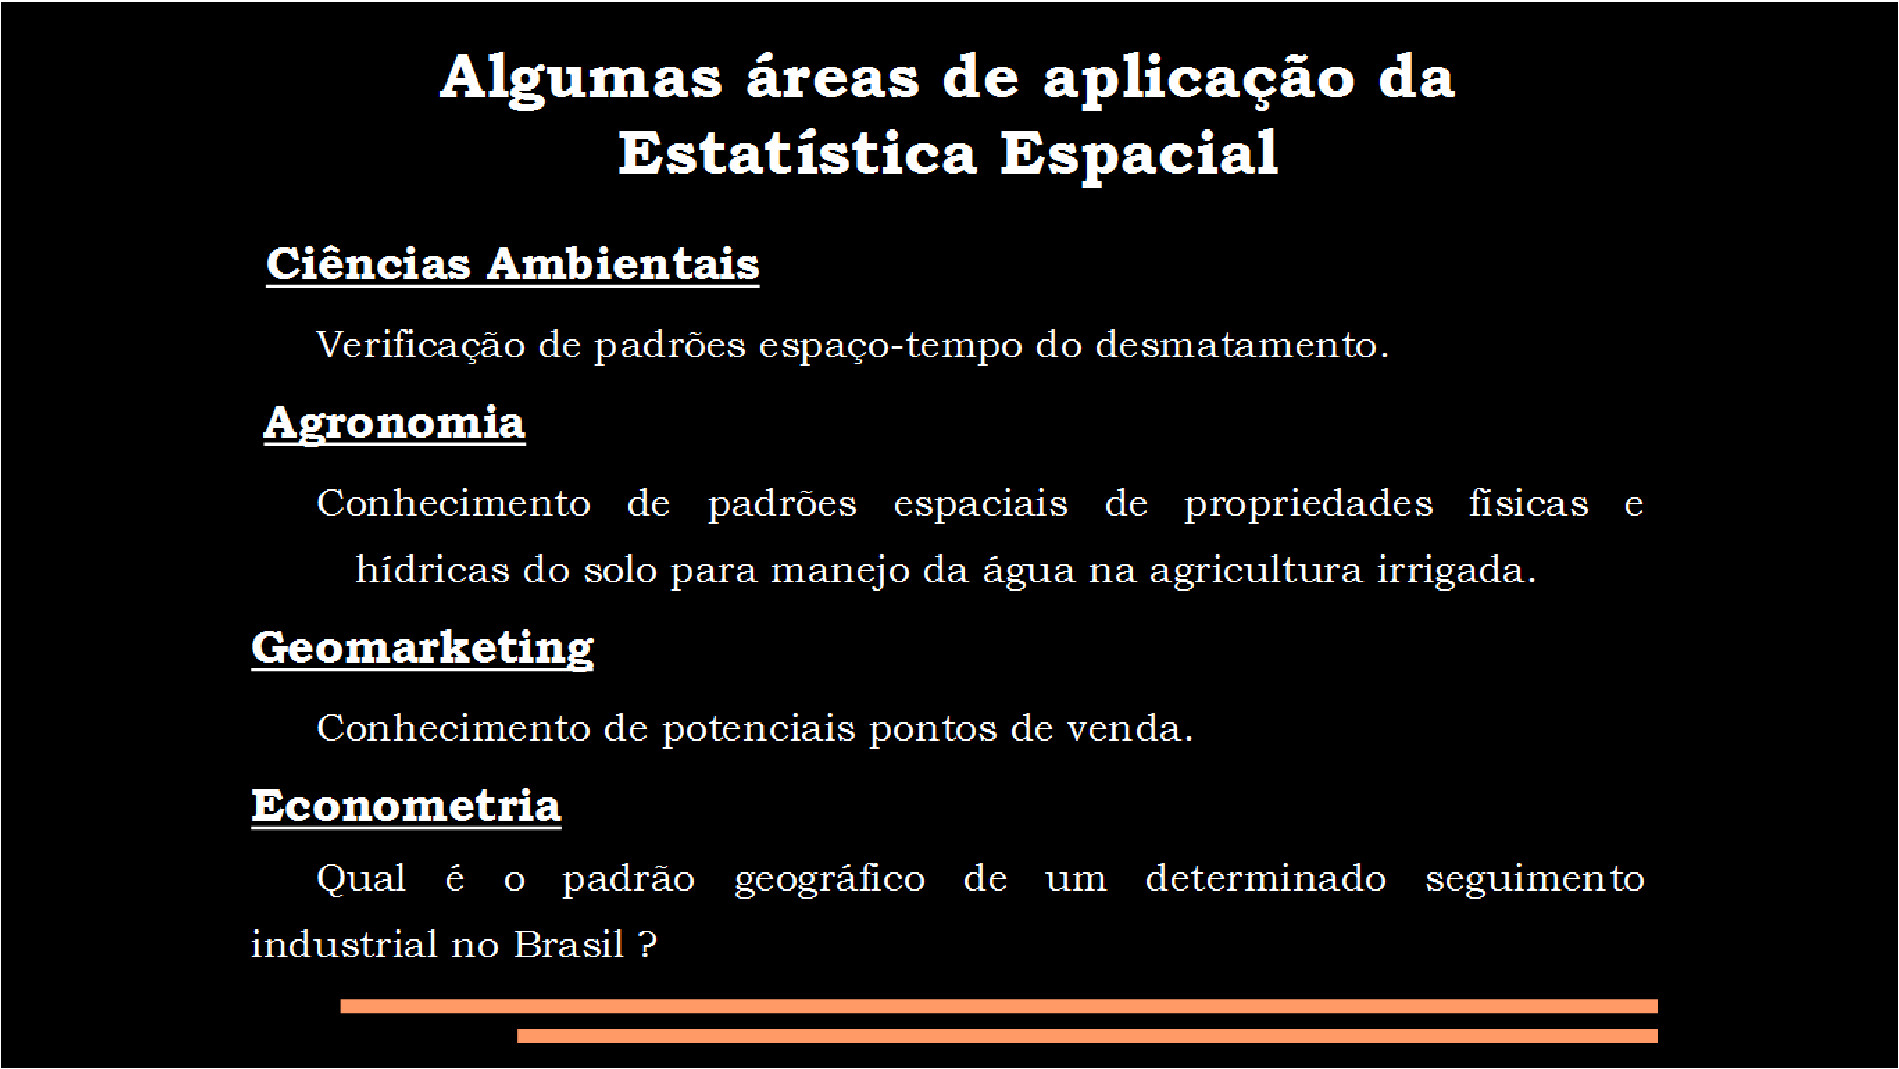 Algumas áreas de aplicação da
Estatística Espacial
Ciências Ambientais
Verificação de padrões espaço-tempo do desmatamento.
Agronomia
Conhecimento de padrões espaciais de propriedades físicas e
hídricas do solo para manejo da água na agricultura irrigada.
Geomarketing
Conhecimento de potenciais pontos de venda.
Econometria
Qual é o padrão geográfico de um determinado seguimento
industrial no Brasil ?